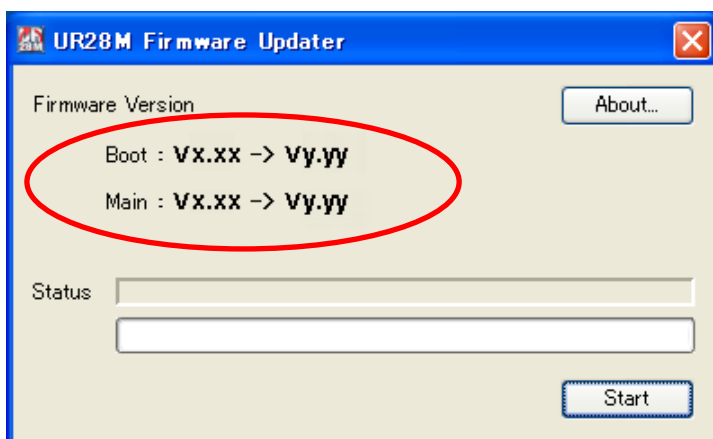 UR28M Firmware Updater
Firmware Version
About...
Boot : Vx.xx -> Vy.yy
Main : Vx.xx -> Vy.yy
Status
Start